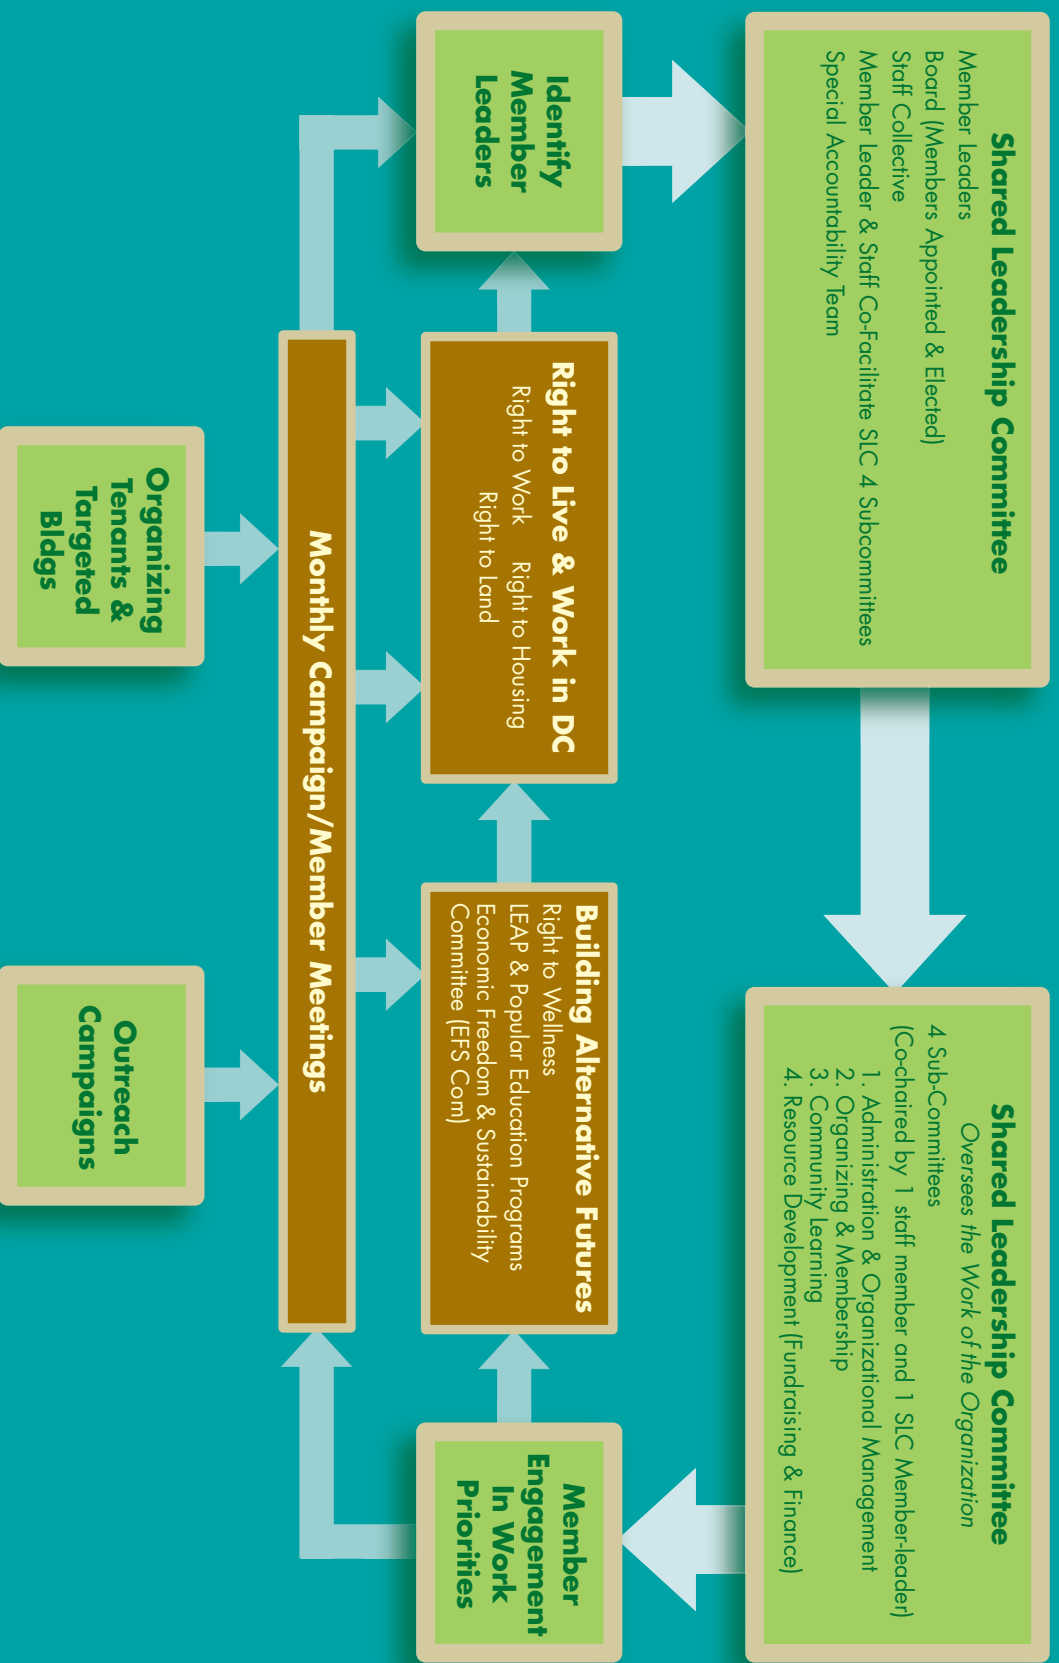 Shared Leadership Committee
Member Leaders
Board (Members Appointed & Elected)
Staff Collective
Member Leader & Staff Co-Facilitate SLC 4 Subcommittees
Special Accountability Team
Shared Leadership Committee
Oversees the Work of the Organization
4 Sub-Committees
(Co-chaired by 1 staff member and 1 SLC Member-leader)
1. Administration & Organizational Management
2. Organizing & Membership
3. Community Learning
4. Resource Development (Fundraising & Finance)
Identify
Member
Leaders
Right to Live & Work in DC
Right to Work Right to Housing
Right to Land
Building Alternative Futures
Right to Wellness
LEAP & Popular Education Programs
Economic Freedom & Sustainability
Committee (EFS Com)
Member
Engagement
In Work
Priorities
Monthly Campaign/Member Meetings
Organizing
Tenants &
Targeted
Bldgs
Outreach
Campaigns